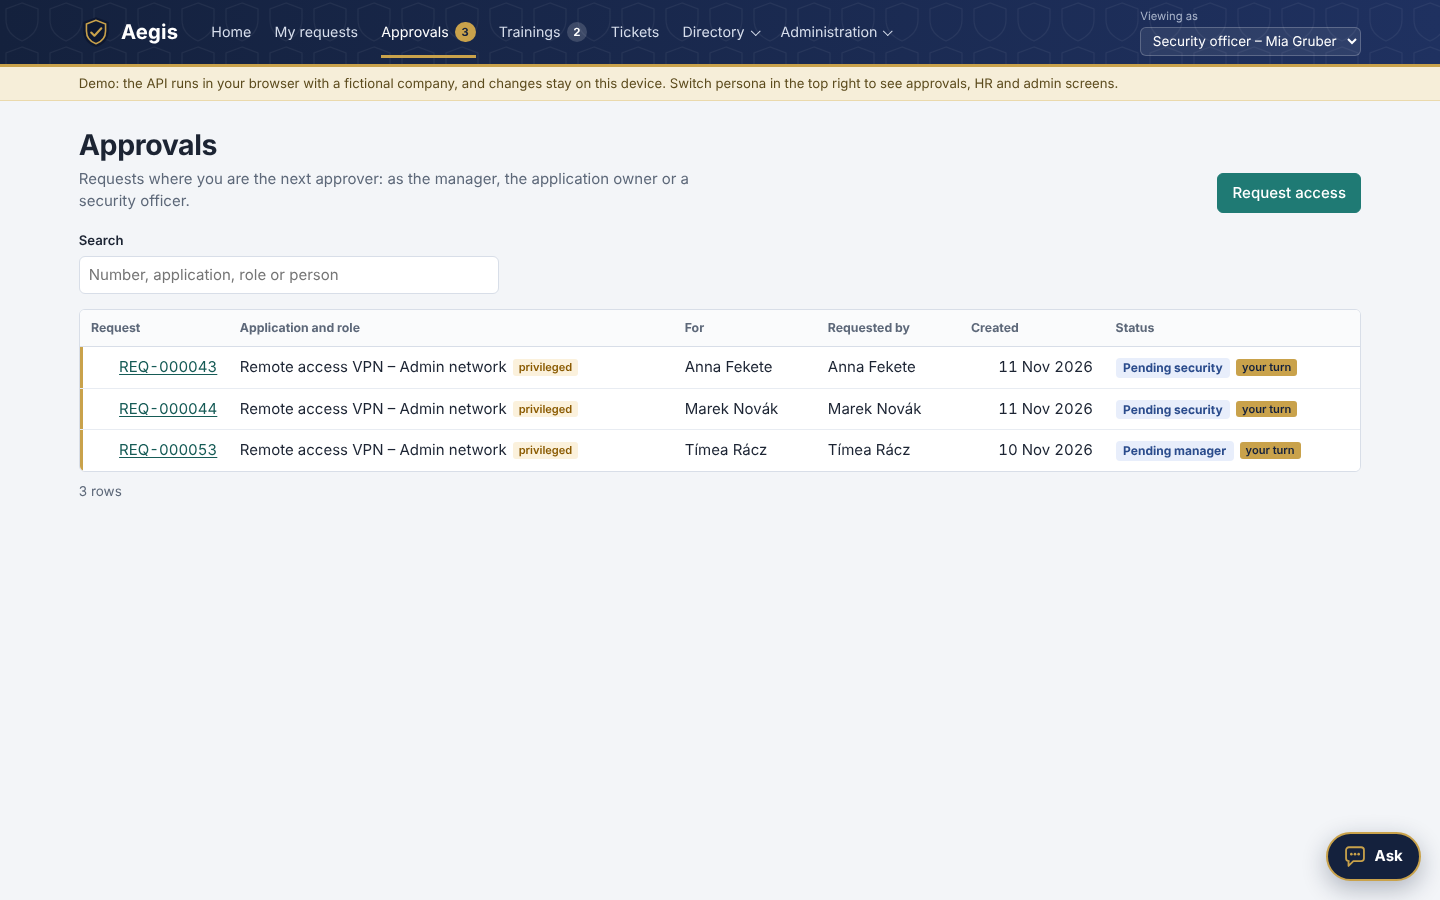 Aegis
Home
My requests
Approvals 3
Trainings 2
Tickets
Directory
Administration
Viewing as
Security officer – Mia Gruber
Demo: the API runs in your browser with a fictional company, and changes stay on this device. Switch persona in the top right to see approvals, HR and admin screens.
Approvals
Requests where you are the next approver: as the manager, the application owner or a
security officer.
Request access
Search
Number, application, role or person
Request Application and role For Requested by Created Status
REQ-000043 Remote access VPN – Admin network privileged Anna Fekete Anna Fekete 11 Nov 2026 Pending security your turn
REQ-000044 Remote access VPN – Admin network privileged Marek Novák Marek Novák 11 Nov 2026 Pending security your turn
REQ-000053 Remote access VPN – Admin network privileged Tímea Rácz Tímea Rácz 10 Nov 2026 Pending manager your turn
3 rows
Ask